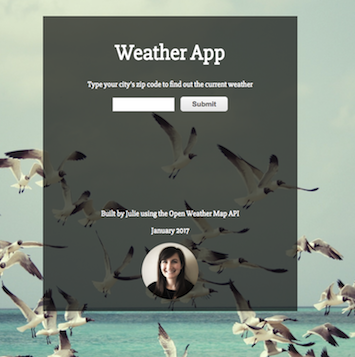 Weather App
Type your city's zip code to find out the current weather
Submit
Built by Julie using the Open Weather Map API
January 2017